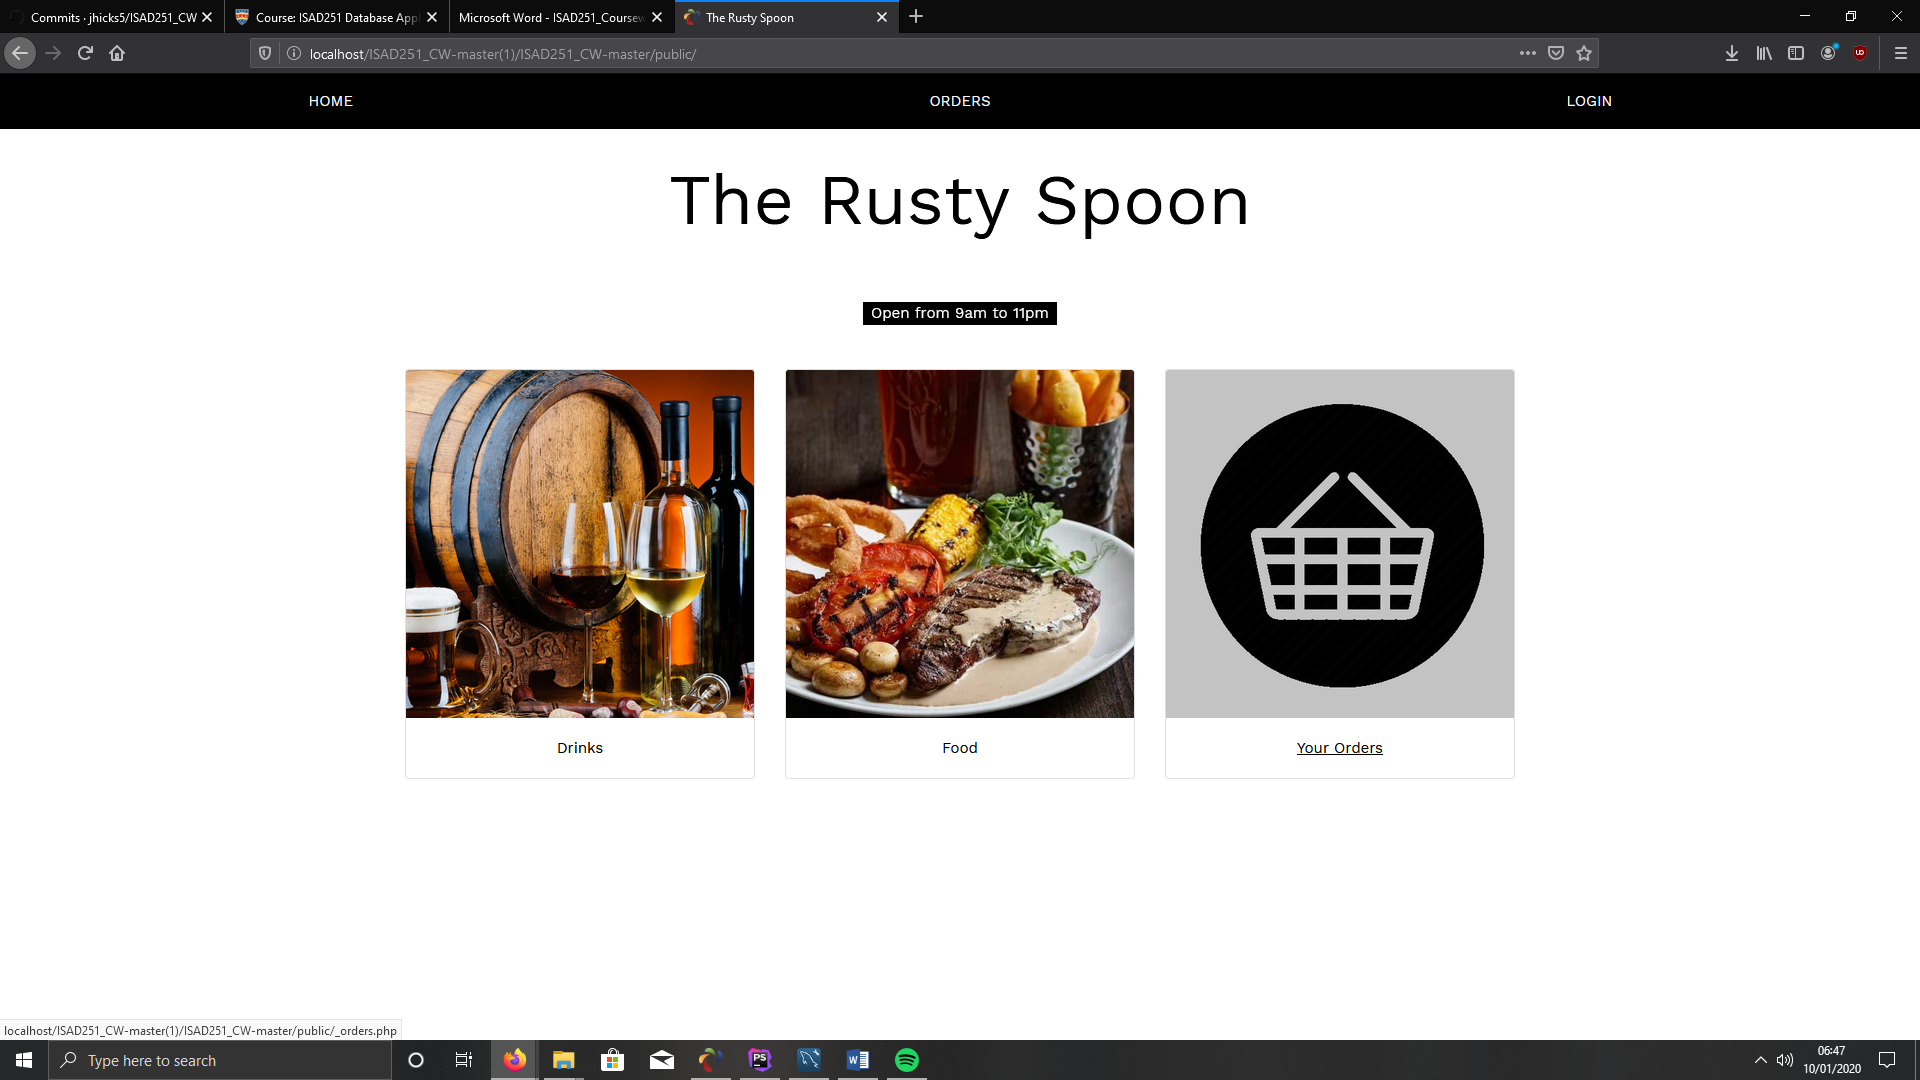 Commits · jhicks5/ISAD251_CW
Course: ISAD251 Database Appl
Microsoft Word - ISAD251_Coursew
The Rusty Spoon
localhost/ISAD251_CW-master(1)/ISAD251_CW-master/public/
HOME
ORDERS
LOGIN
The Rusty Spoon
Open from 9am to 11pm
Drinks
Food
Your Orders
localhost/ISAD251_CW-master(1)/ISAD251_CW-master/public/_orders.php
Type here to search
PS
W
06:47
10/01/2020